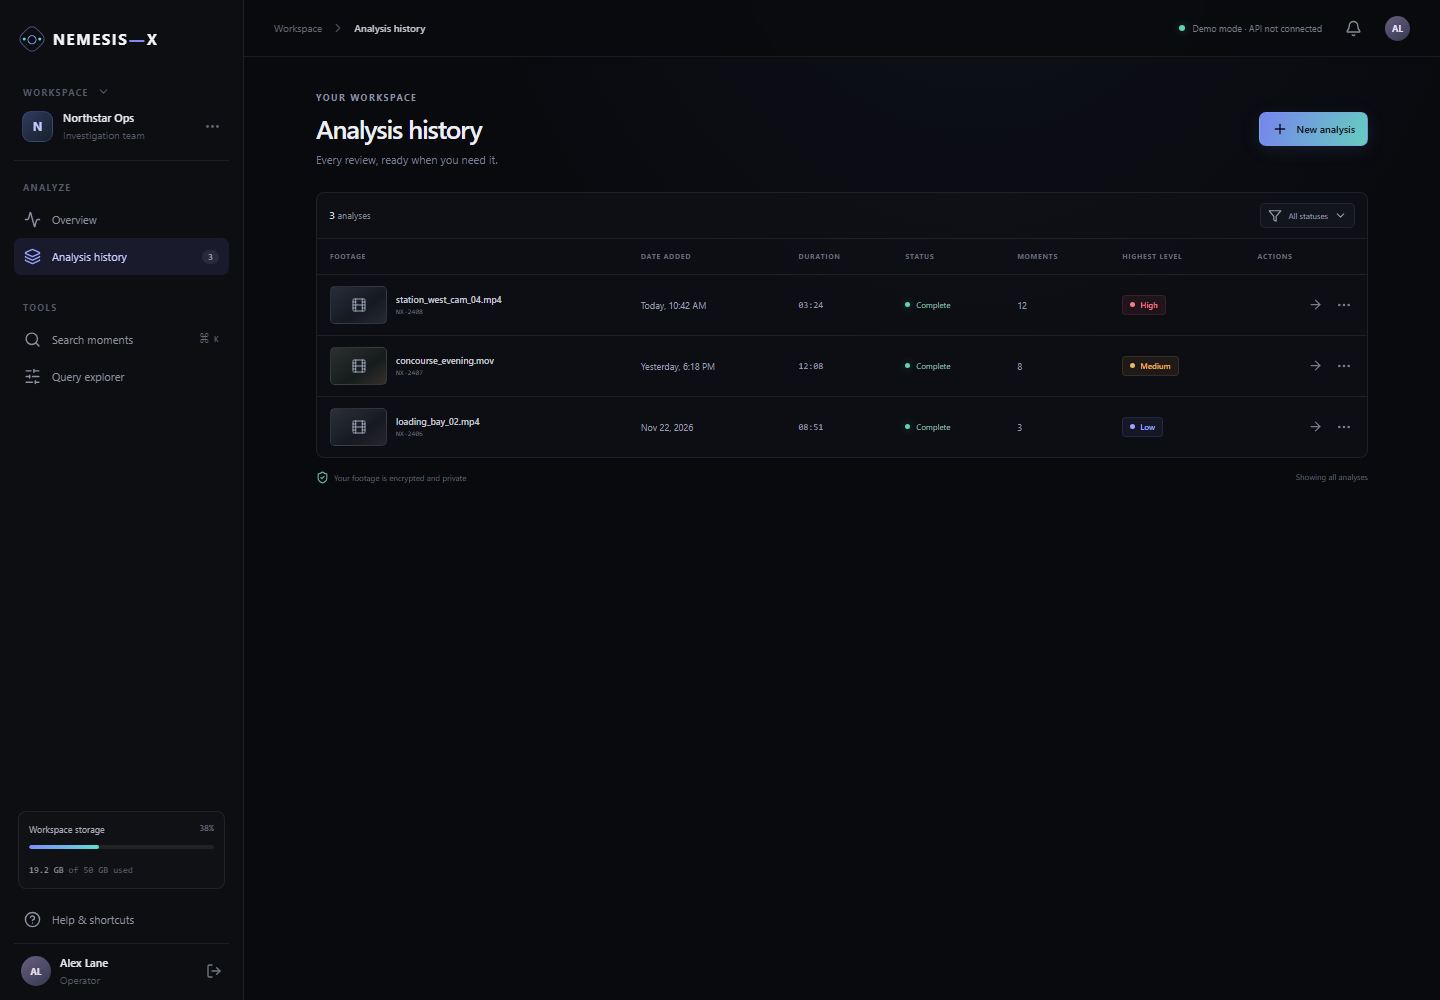 NEMESIS—X
WORKSPACE
N
Northstar Ops
Investigation team
ANALYZE
Overview
Analysis history 3
TOOLS
Search moments ⌘ K
Query explorer
Workspace storage 38%
19.2 GB of 50 GB used
Help & shortcuts
AL
Alex Lane
Operator
Workspace > Analysis history
Demo mode · API not connected
AL
YOUR WORKSPACE
Analysis history
Every review, ready when you need it.
+ New analysis
3 analyses
All statuses
FOOTAGE DATE ADDED DURATION STATUS MOMENTS HIGHEST LEVEL ACTIONS
station_west_cam_04.mp4
NX-2408
Today, 10:42 AM 03:24 Complete 12 High
concourse_evening.mov
NX-2407
Yesterday, 6:18 PM 12:08 Complete 8 Medium
loading_bay_02.mp4
NX-2406
Nov 22, 2026 08:51 Complete 3 Low
Your footage is encrypted and private
Showing all analyses